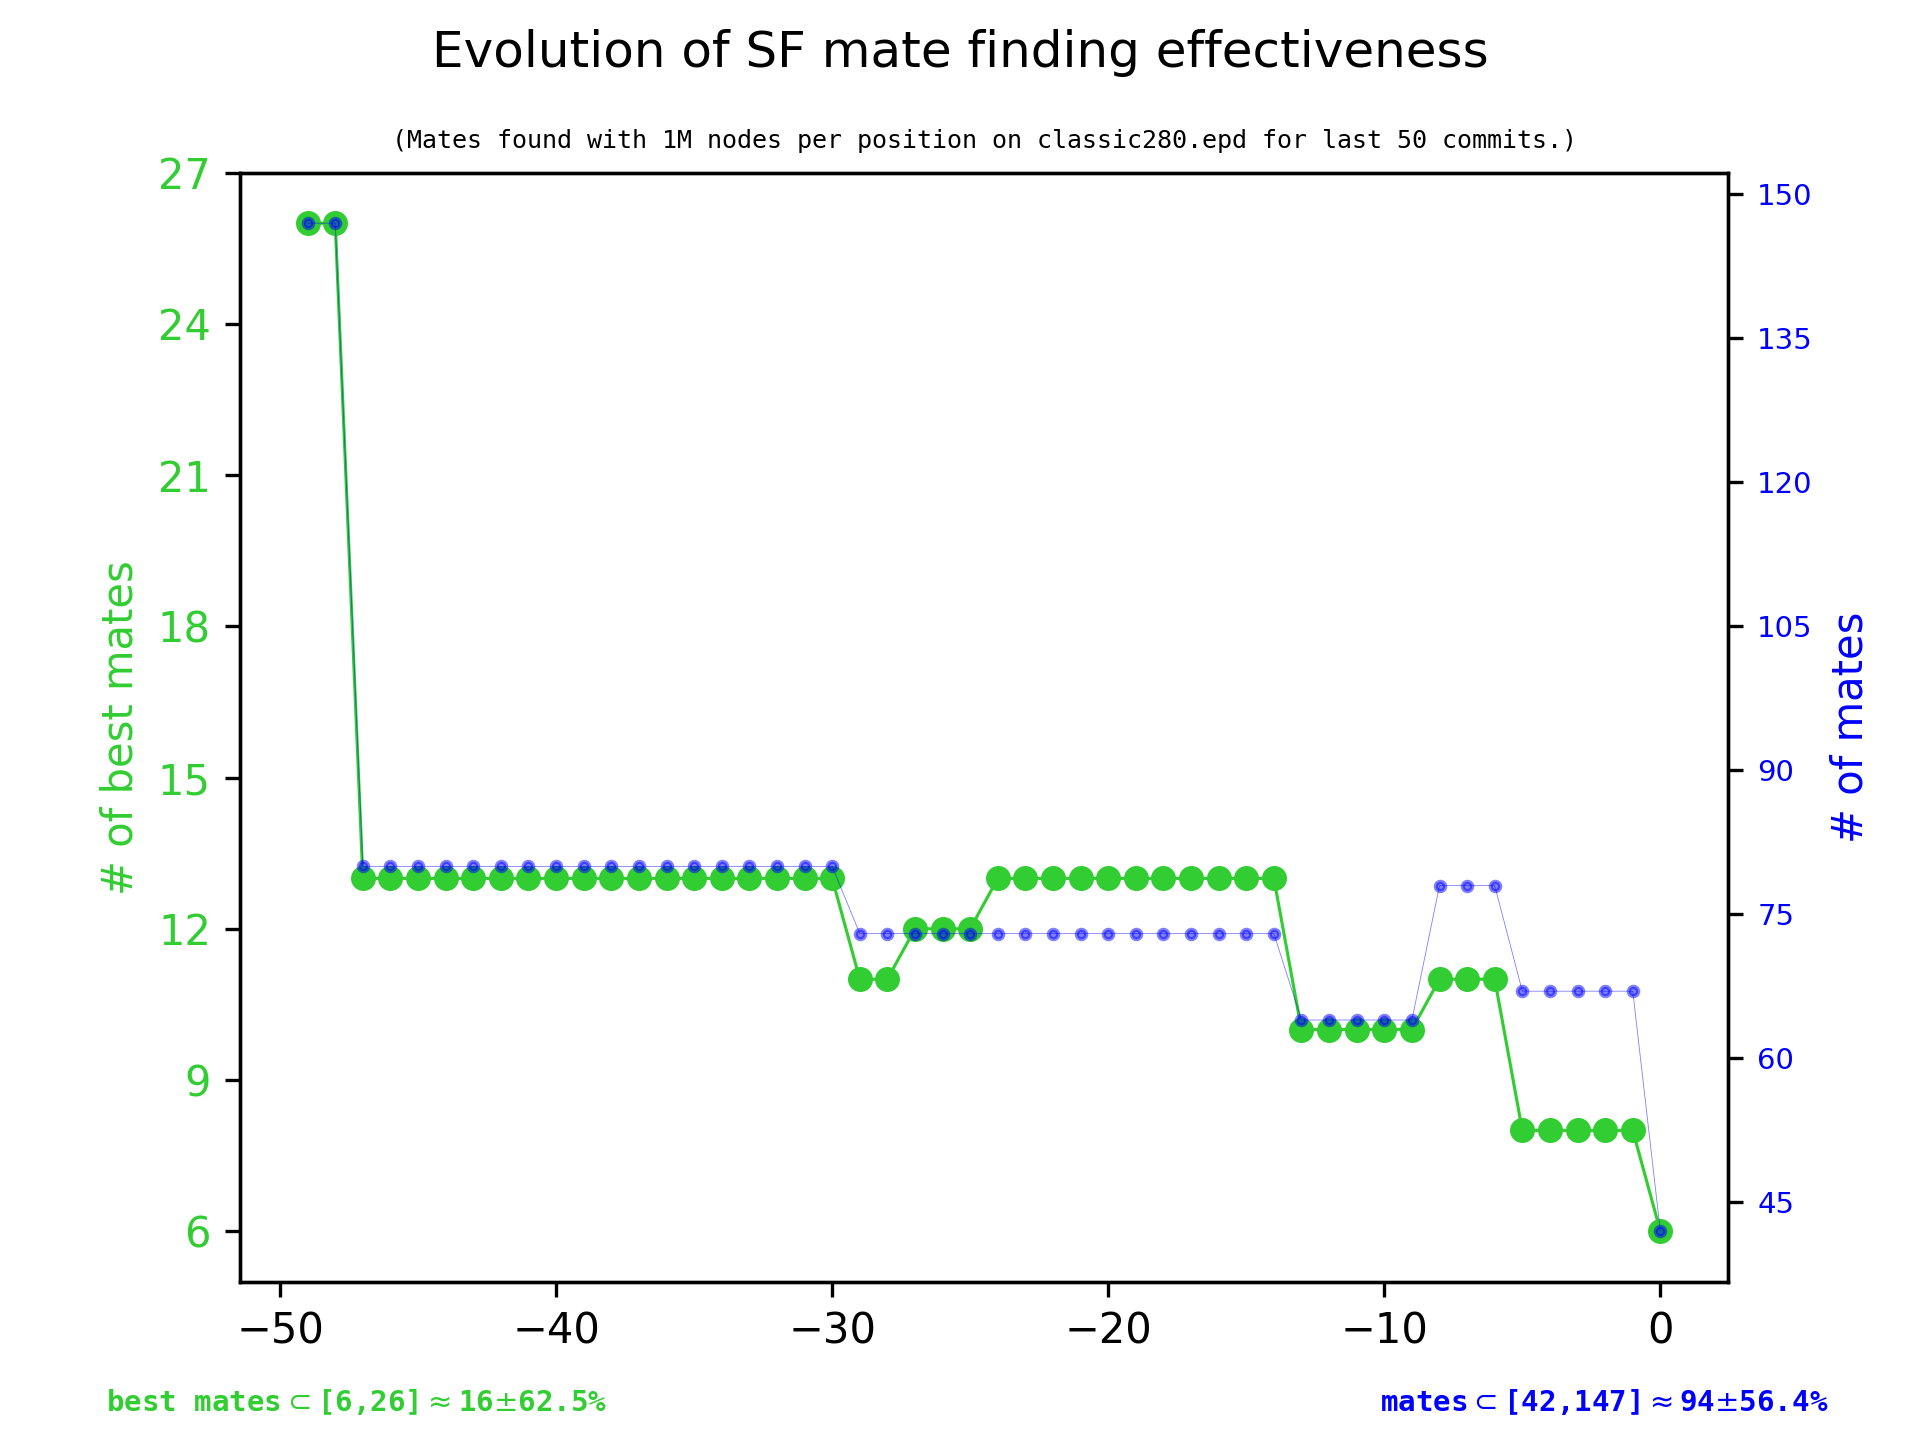 Evolution of SF mate finding effectiveness
(Mates found with 1M nodes per position on classic280.epd for last 50 commits.)
27
24
21
18
15
12
9
6
# of best mates
150
135
120
105
90
75
60
45
# of mates
−50 −40 −30 −20 −10 0
best mates⊂[6,26]≈16±62.5%
mates⊂[42,147]≈94±56.4%